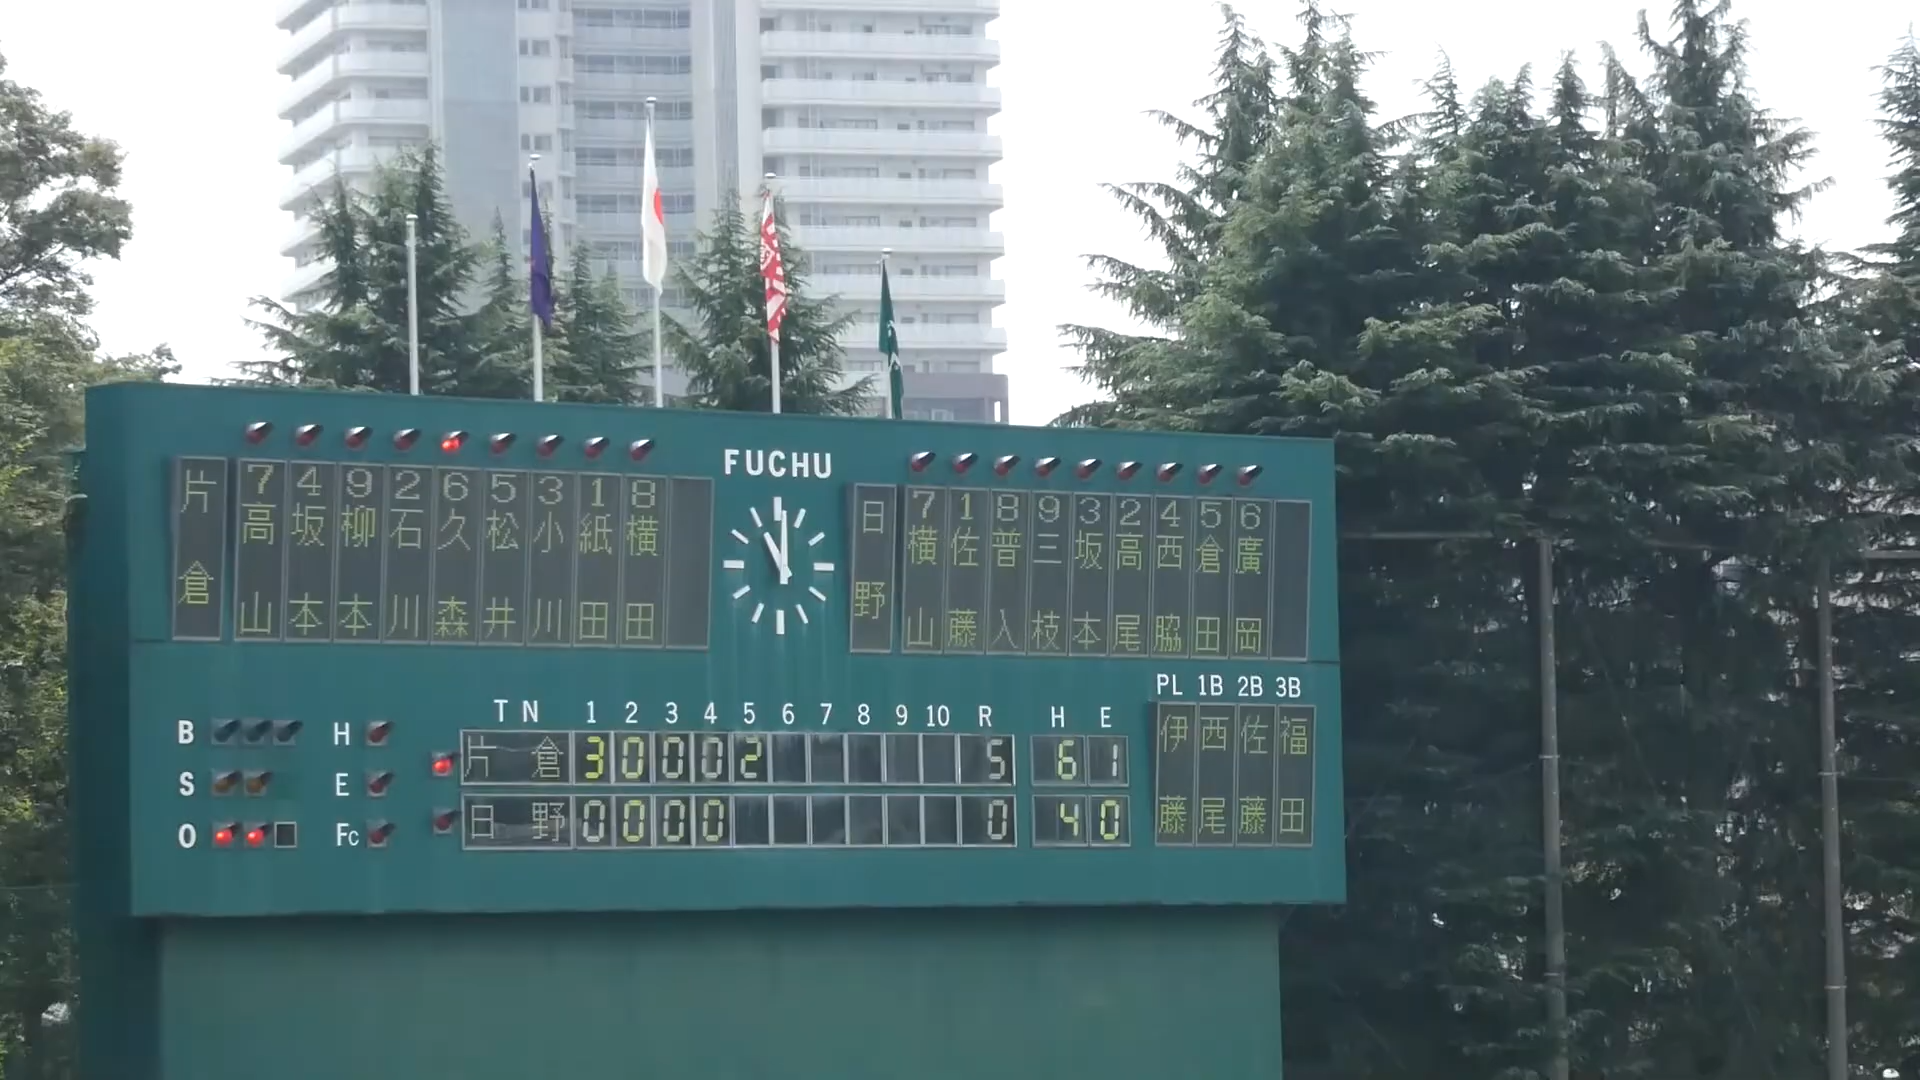 FUCHU
片倉
7 4 9 2 6 5 3 1 8
高山 坂本 柳本 石川 久森 松井 小川 紙田 横田
日野
7 1 8 9 3 2 4 5 6
横山 佐藤 普入 三枝 坂本 高尾 西脇 倉田 廣岡
PL 1B 2B 3B
伊藤 西尾 佐藤 福田
TN 1 2 3 4 5 6 7 8 9 10 R H E
片倉 3 0 0 0 2 5 6 1
日野 0 0 0 0 0 4 0
B H
S E
O Fc